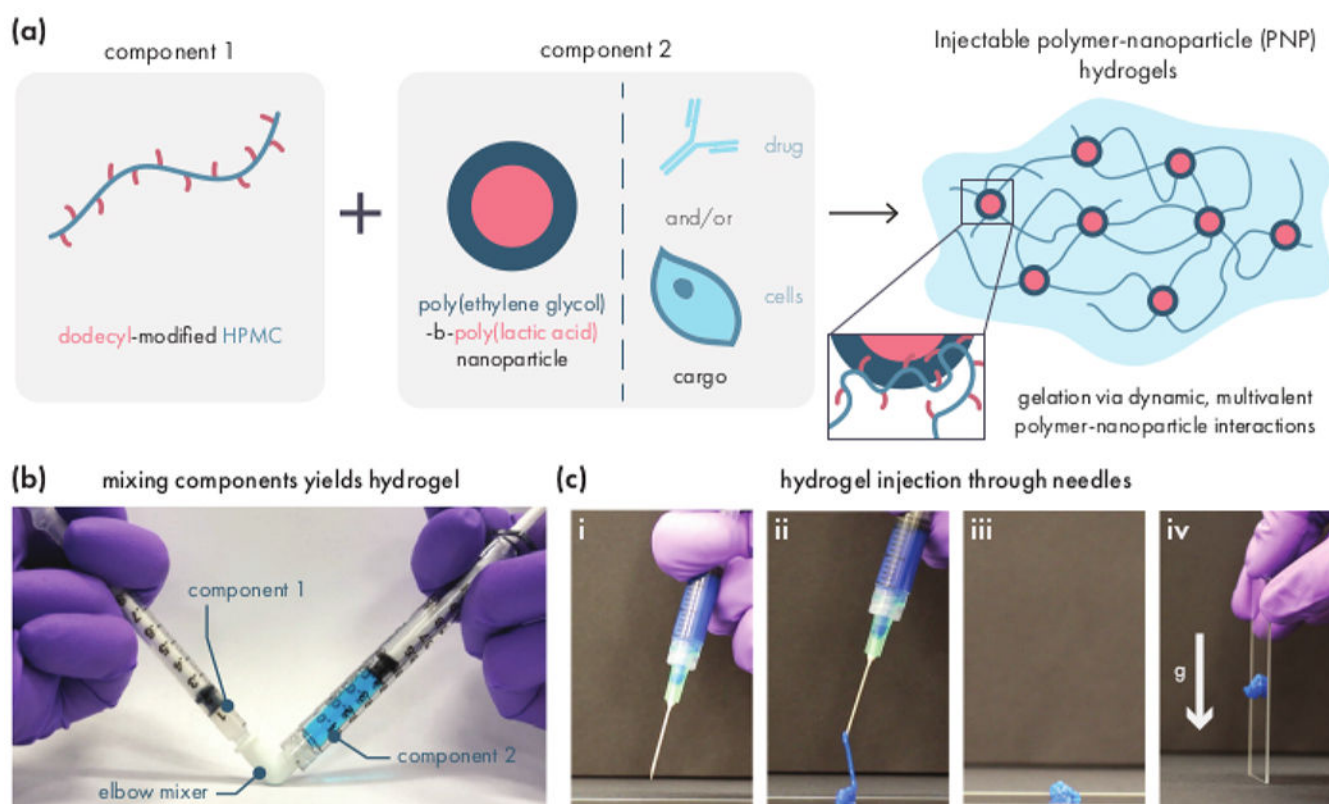 (a)
component 1
component 2
Injectable polymer-nanoparticle (PNP)
hydrogels
drug
and/or
cells
cargo
dodecyl-modified HPMC
poly(ethylene glycol)
-b-poly(lactic acid)
nanoparticle
gelation via dynamic, multivalent
polymer-nanoparticle interactions
(b)
mixing components yields hydrogel
component 1
component 2
elbow mixer
(c)
hydrogel injection through needles
i
ii
iii
iv
g